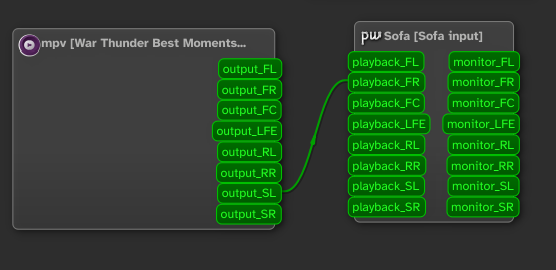 mpv [War Thunder Best Moments...
output_FL
output_FR
output_FC
output_LFE
output_RL
output_RR
output_SL
output_SR
pw Sofa [Sofa input]
playback_FL monitor_FL
playback_FR monitor_FR
playback_FC monitor_FC
playback_LFE monitor_LFE
playback_RL monitor_RL
playback_RR monitor_RR
playback_SL monitor_SL
playback_SR monitor_SR